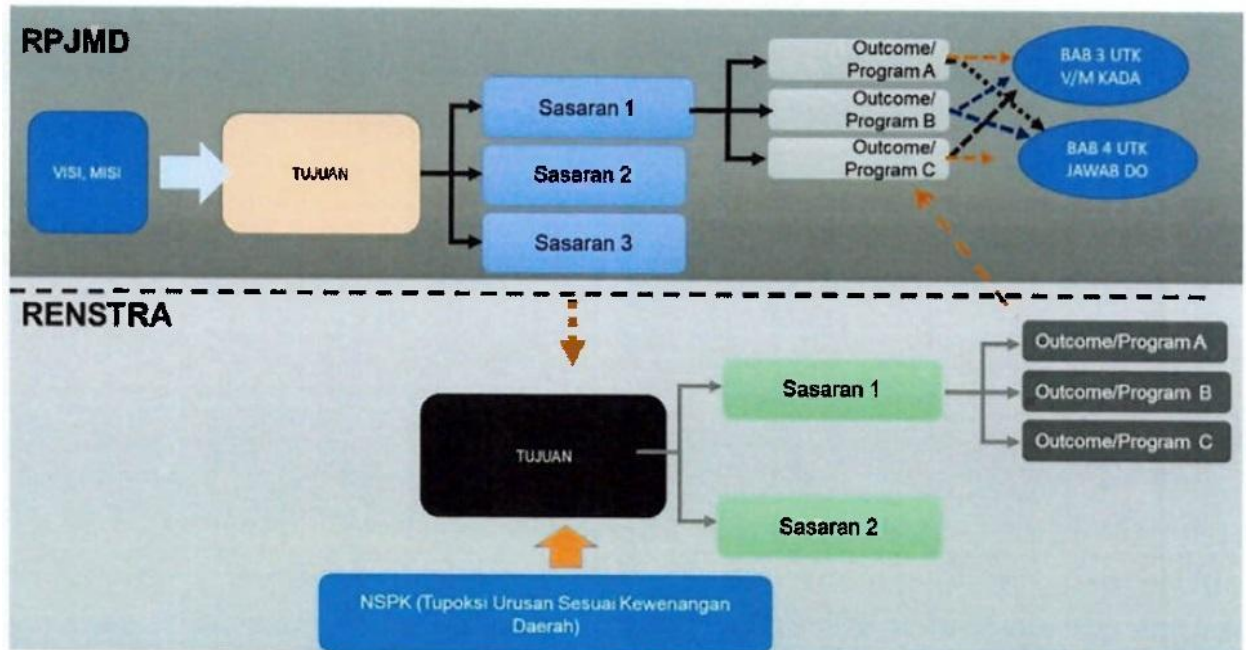 RPJMD
VISI, MISI
TUJUAN
Sasaran 1
Sasaran 2
Sasaran 3
Outcome/
Program A
Outcome/
Program B
Outcome/
Program C
BAB 3 UTK
V/M KADA
BAB 4 UTK
JAWAB DO
RENSTRA
TUJUAN
Sasaran 1
Sasaran 2
Outcome/Program A
Outcome/Program B
Outcome/Program C
NSPK (Tupoksi Urusan Sesuai Kewenangan
Daerah)